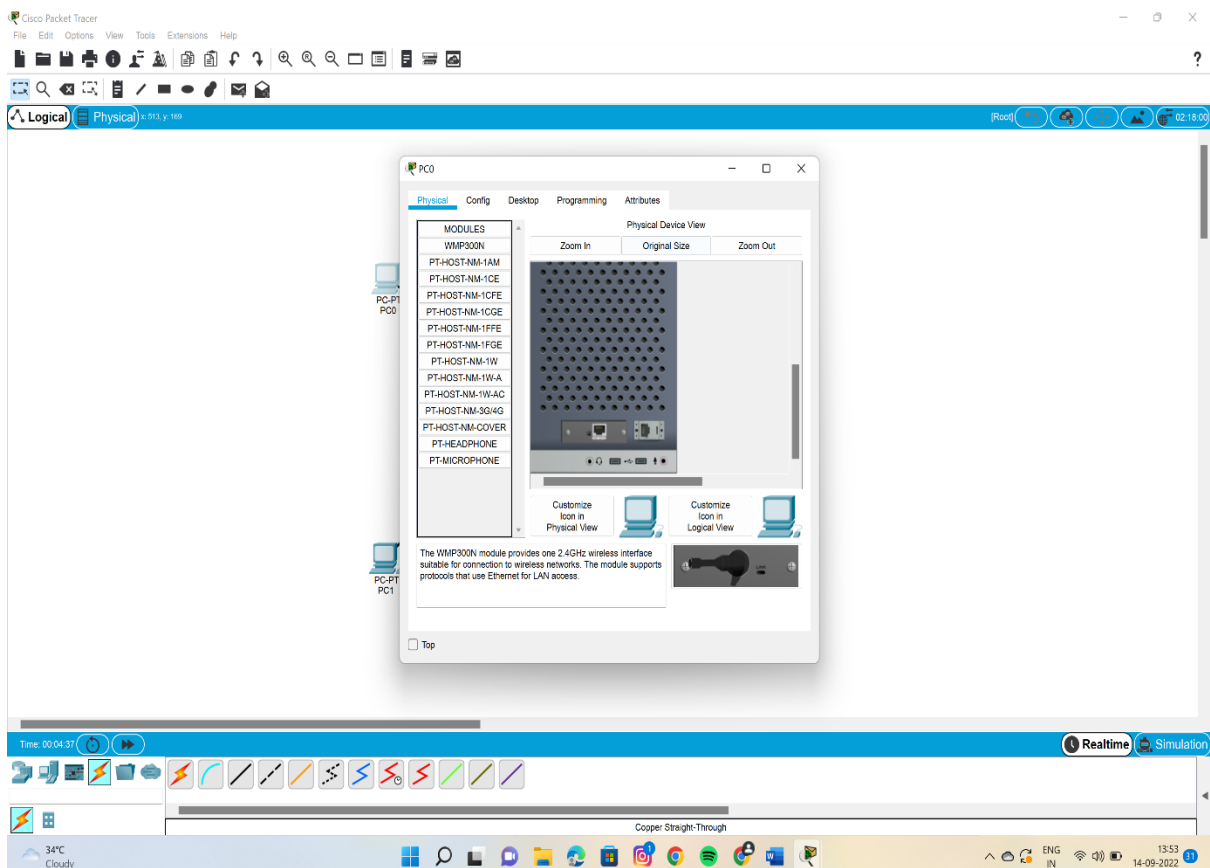 Cisco Packet Tracer
File Edit Options View Tools Extensions Help
?
Logical Physical x: 513, y: 169 [Root] 02:18:00
PC0
Physical Config Desktop Programming Attributes
MODULES
WMP300N
PT-HOST-NM-1AM
PT-HOST-NM-1CE
PT-HOST-NM-1CFE
PT-HOST-NM-1CGE
PT-HOST-NM-1FFE
PT-HOST-NM-1FGE
PT-HOST-NM-1W
PT-HOST-NM-1W-A
PT-HOST-NM-1W-AC
PT-HOST-NM-3G/4G
PT-HOST-NM-COVER
PT-HEADPHONE
PT-MICROPHONE
Physical Device View
Zoom In Original Size Zoom Out
Customize
Icon in
Physical View
Customize
Icon in
Logical View
The WMP300N module provides one 2.4GHz wireless interface
suitable for connection to wireless networks. The module supports
protocols that use Ethernet for LAN access.
Top
PC-PT
PC0
PC-PT
PC1
Time: 00:04:37
Realtime Simulation
Copper Straight-Through
34°C
Cloudy
1
ENG
IN
13:53
14-09-2022
31